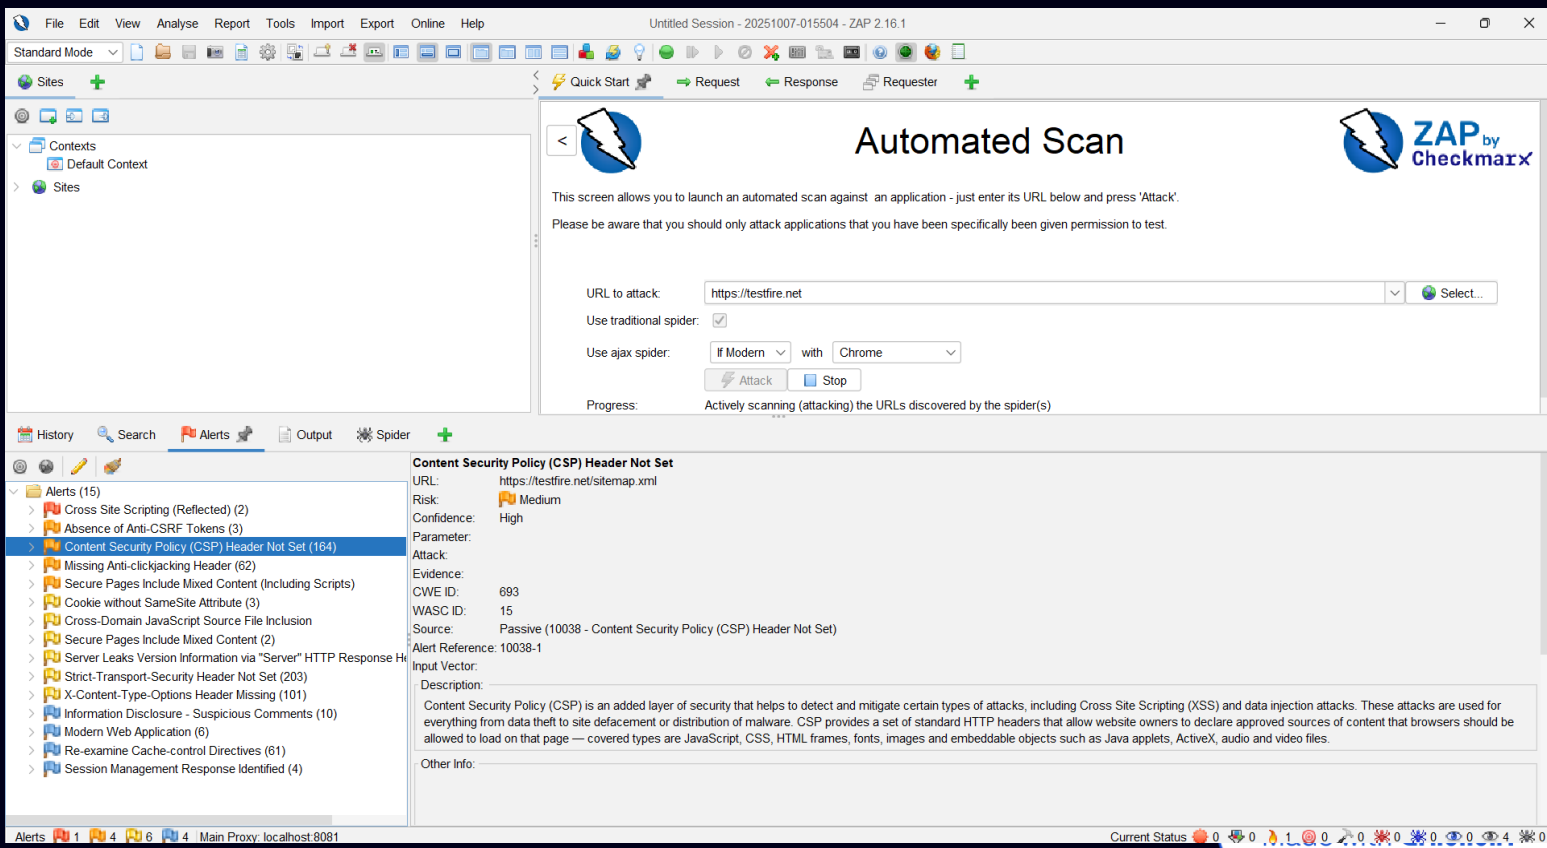 File Edit View Analyse Report Tools Import Export Online Help Untitled Session - 20251007-015504 - ZAP 2.16.1
Standard Mode
Sites
Quick Start Request Response Requester
Contexts
Default Context
Sites
<
Automated Scan
ZAP by
Checkmarx
This screen allows you to launch an automated scan against an application - just enter its URL below and press 'Attack'.
Please be aware that you should only attack applications that you have been specifically been given permission to test.
URL to attack: https://testfire.net Select...
Use traditional spider:
Use ajax spider: If Modern with Chrome
Attack Stop
Progress: Actively scanning (attacking) the URLs discovered by the spider(s)
History Search Alerts Output Spider
Alerts (15)
Cross Site Scripting (Reflected) (2)
Absence of Anti-CSRF Tokens (3)
Content Security Policy (CSP) Header Not Set (164)
Missing Anti-clickjacking Header (62)
Secure Pages Include Mixed Content (Including Scripts)
Cookie without SameSite Attribute (3)
Cross-Domain JavaScript Source File Inclusion
Secure Pages Include Mixed Content (2)
Server Leaks Version Information via "Server" HTTP Response He
Strict-Transport-Security Header Not Set (203)
X-Content-Type-Options Header Missing (101)
Information Disclosure - Suspicious Comments (10)
Modern Web Application (6)
Re-examine Cache-control Directives (61)
Session Management Response Identified (4)
Content Security Policy (CSP) Header Not Set
URL: https://testfire.net/sitemap.xml
Risk: Medium
Confidence: High
Parameter:
Attack:
Evidence:
CWE ID: 693
WASC ID: 15
Source: Passive (10038 - Content Security Policy (CSP) Header Not Set)
Alert Reference: 10038-1
Input Vector:
Description:
Content Security Policy (CSP) is an added layer of security that helps to detect and mitigate certain types of attacks, including Cross Site Scripting (XSS) and data injection attacks. These attacks are used for
everything from data theft to site defacement or distribution of malware. CSP provides a set of standard HTTP headers that allow website owners to declare approved sources of content that browsers should be
allowed to load on that page — covered types are JavaScript, CSS, HTML frames, fonts, images and embeddable objects such as Java applets, ActiveX, audio and video files.
Other Info:
Alerts 1 4 6 4 Main Proxy: localhost:8081 Current Status 0 0 1 0 0 0 0 0 4 0